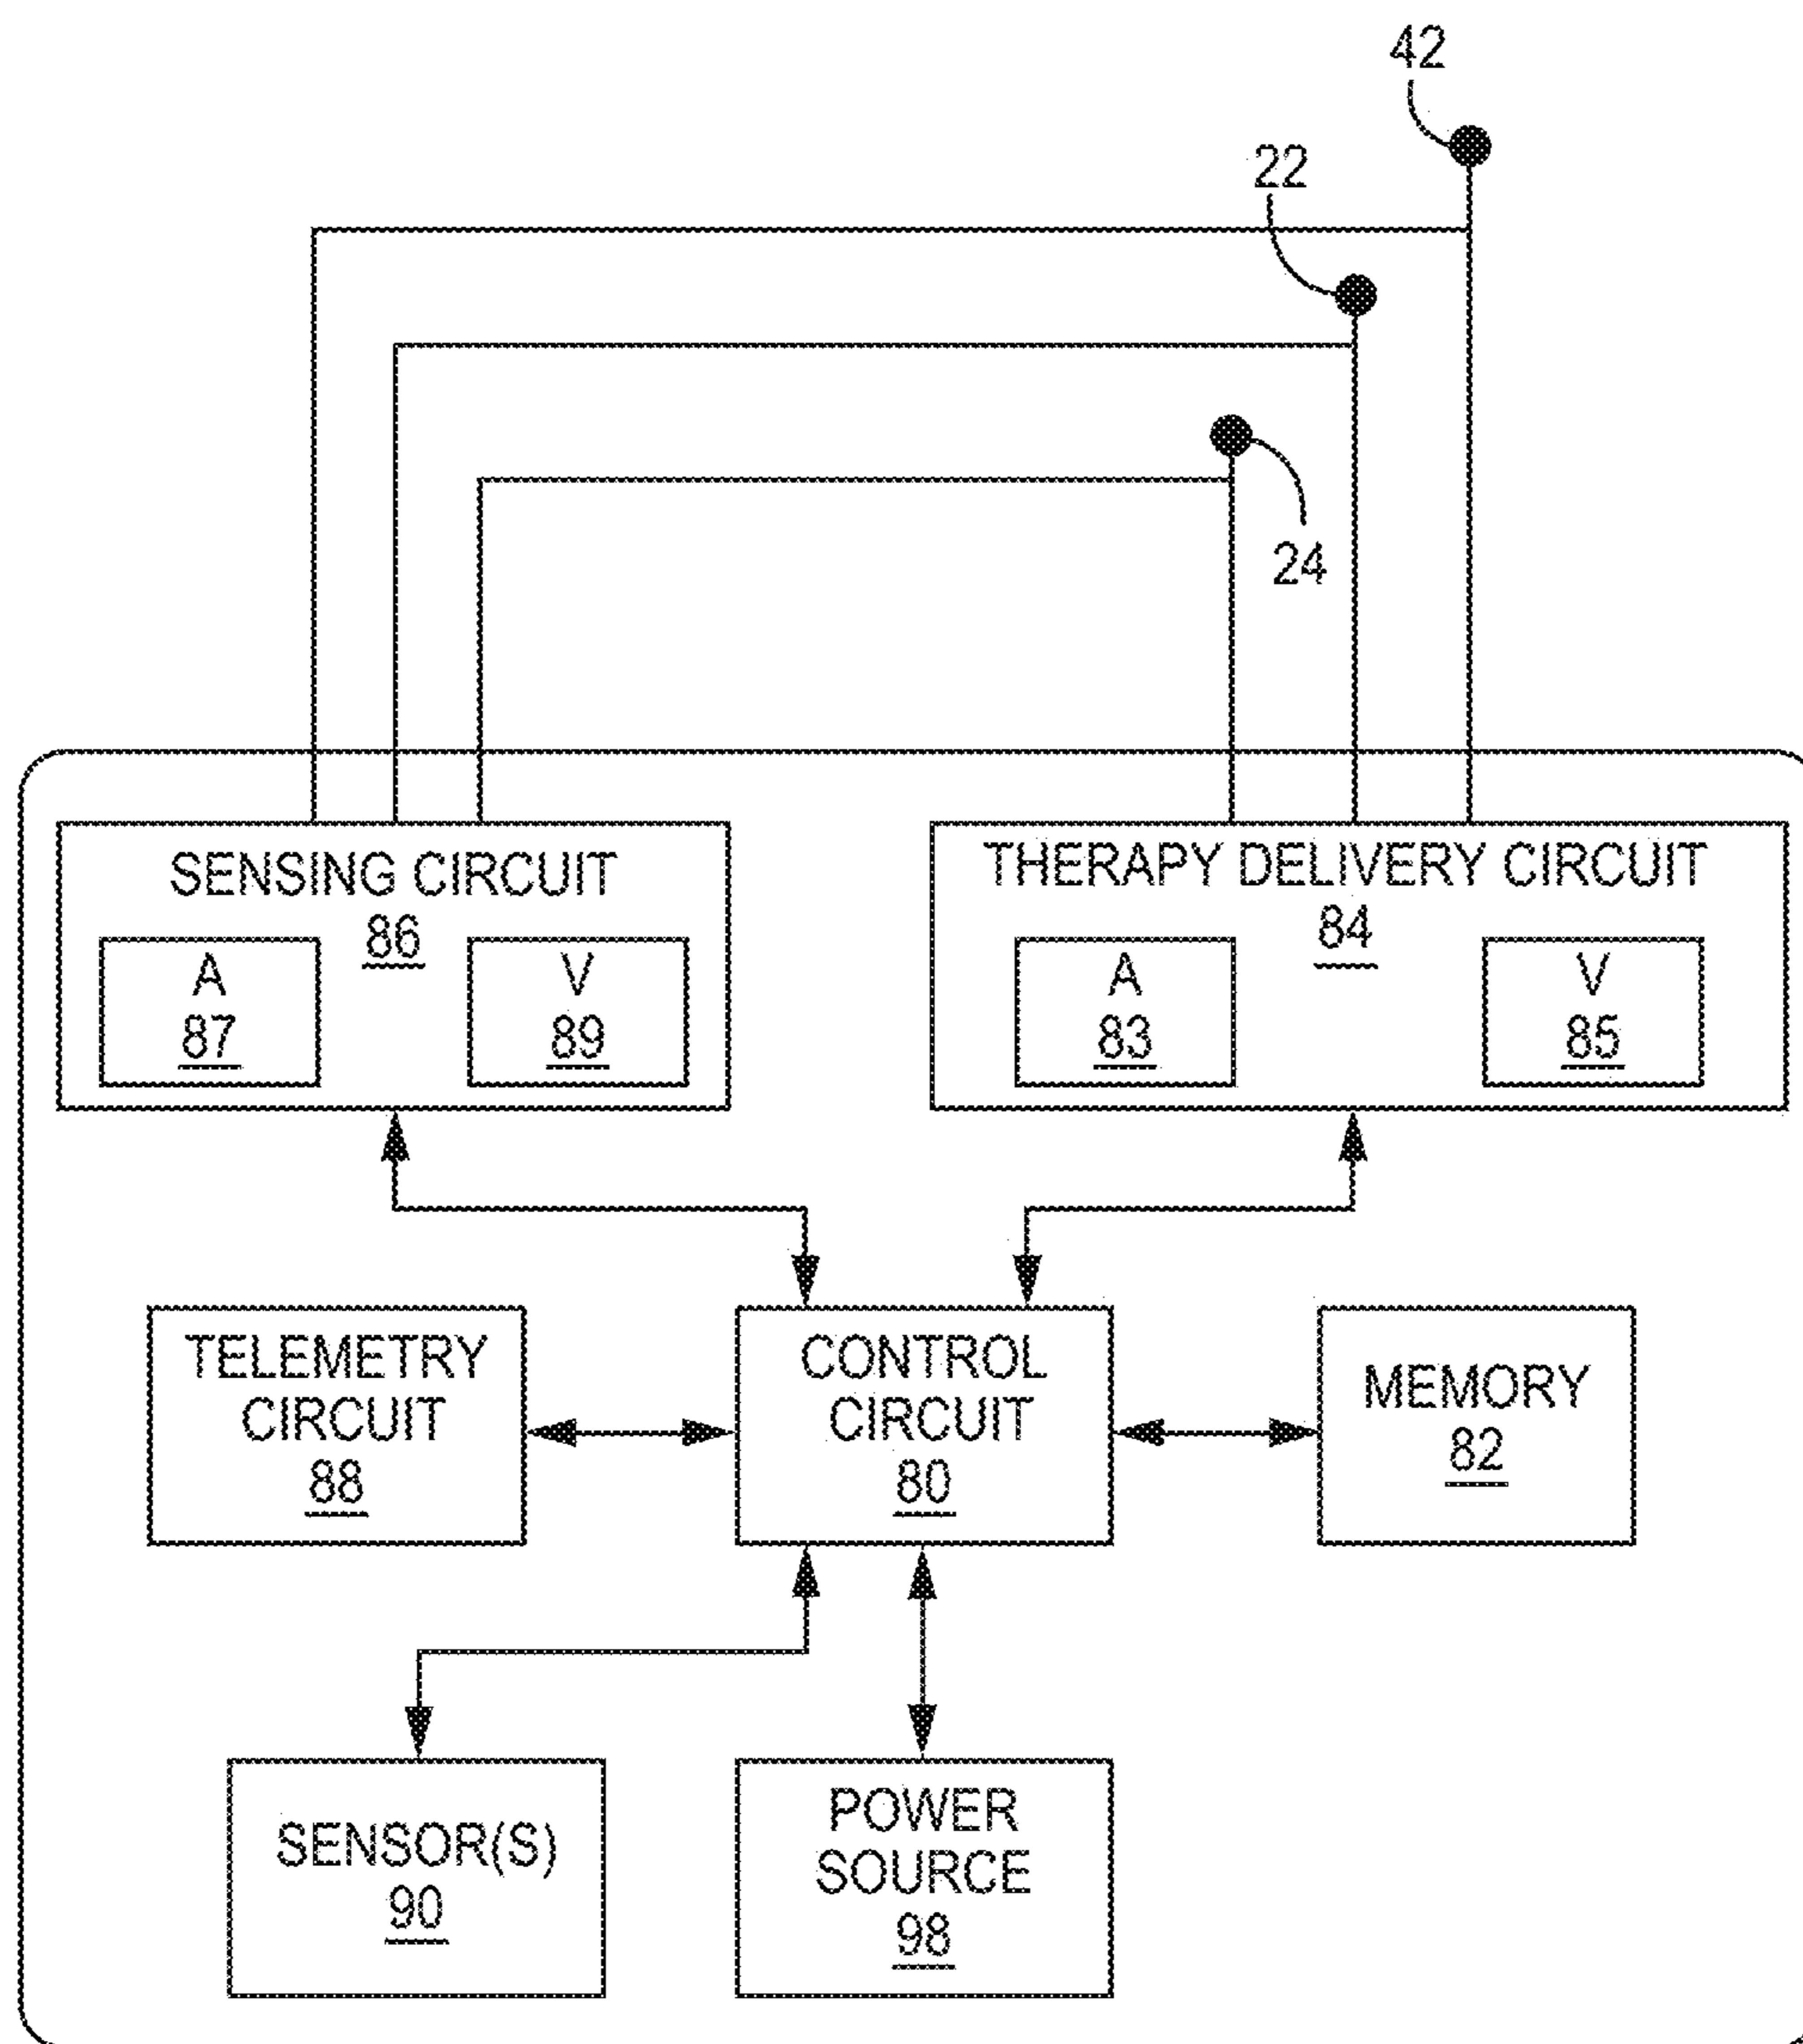 42
22
24
SENSING CIRCUIT
86
A
87
V
89
THERAPY DELIVERY CIRCUIT
84
A
83
V
85
TELEMETRY
CIRCUIT
88
CONTROL
CIRCUIT
80
MEMORY
82
SENSOR(S)
90
POWER
SOURCE
98